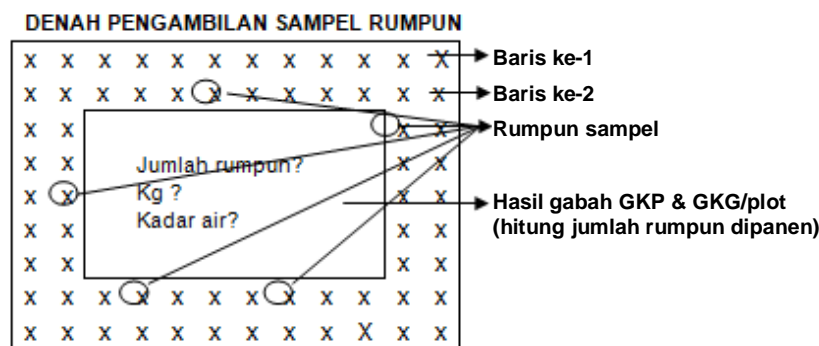 DENAH PENGAMBILAN SAMPEL RUMPUN
X X X X X X X X X X X X Baris ke-1
X X X X X X X X X X X X Baris ke-2
X X X X Rumpun sampel
X X Jumlah rumpun? X X
X X Kg ? X X Hasil gabah GKP & GKG/plot
X X Kadar air? X X (hitung jumlah rumpun dipanen)
X X X X
X X X X X X X X X X X X
X X X X X X X X X X X X